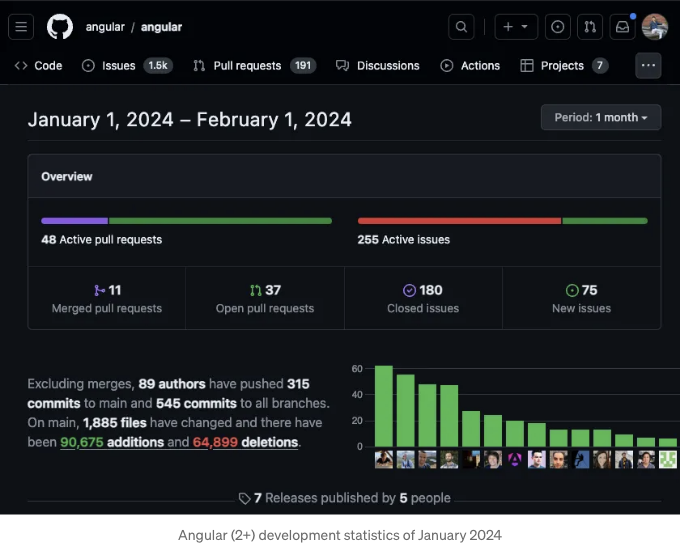 angular / angular
Code Issues 1.5k Pull requests 191 Discussions Actions Projects 7
January 1, 2024 – February 1, 2024
Period: 1 month
Overview
48 Active pull requests
255 Active issues
11
Merged pull requests
37
Open pull requests
180
Closed issues
75
New issues
Excluding merges, 89 authors have pushed 315
commits to main and 545 commits to all branches.
On main, 1,885 files have changed and there have
been 90,675 additions and 64,899 deletions.
60
40
20
0
7 Releases published by 5 people
Angular (2+) development statistics of January 2024